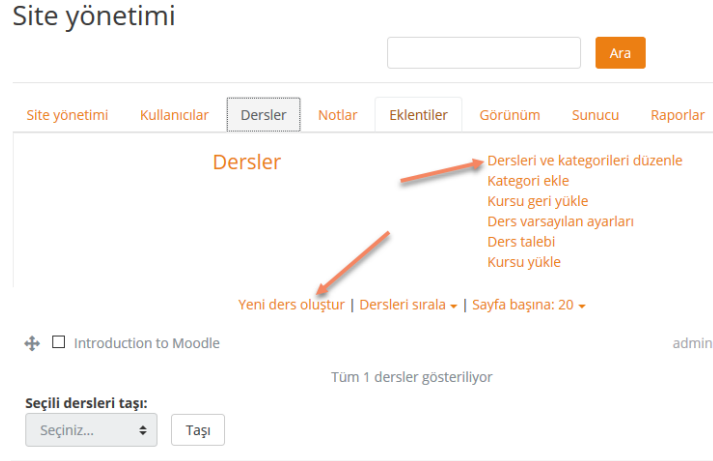 Site yönetimi
Ara
Site yönetimi Kullanıcılar Dersler Notlar Eklentiler Görünüm Sunucu Raporlar
Dersler
Dersleri ve kategorileri düzenle
Kategori ekle
Kursu geri yükle
Ders varsayılan ayarları
Ders talebi
Kursu yükle
Yeni ders oluştur | Dersleri sırala | Sayfa başına: 20
Introduction to Moodle admin
Tüm 1 dersler gösteriliyor
Seçili dersleri taşı:
Seçiniz... Taşı